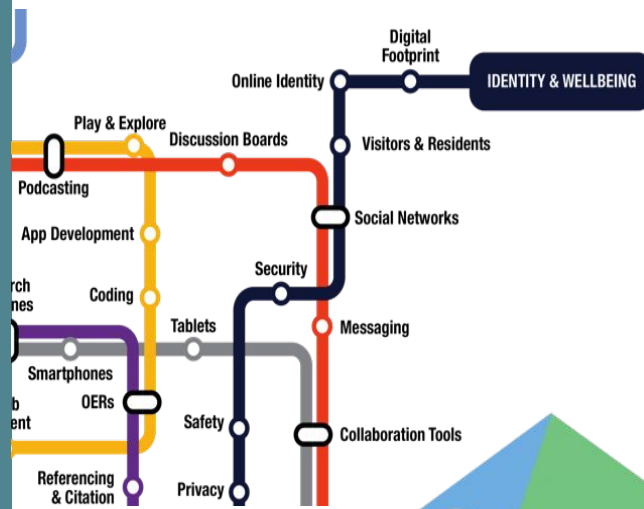 Digital
Footprint
Online Identity
IDENTITY & WELLBEING
Play & Explore
Discussion Boards
Visitors & Residents
Podcasting
Social Networks
App Development
Security
Coding
Tablets
Messaging
Smartphones
OERs
Safety
Collaboration Tools
Referencing
& Citation
Privacy